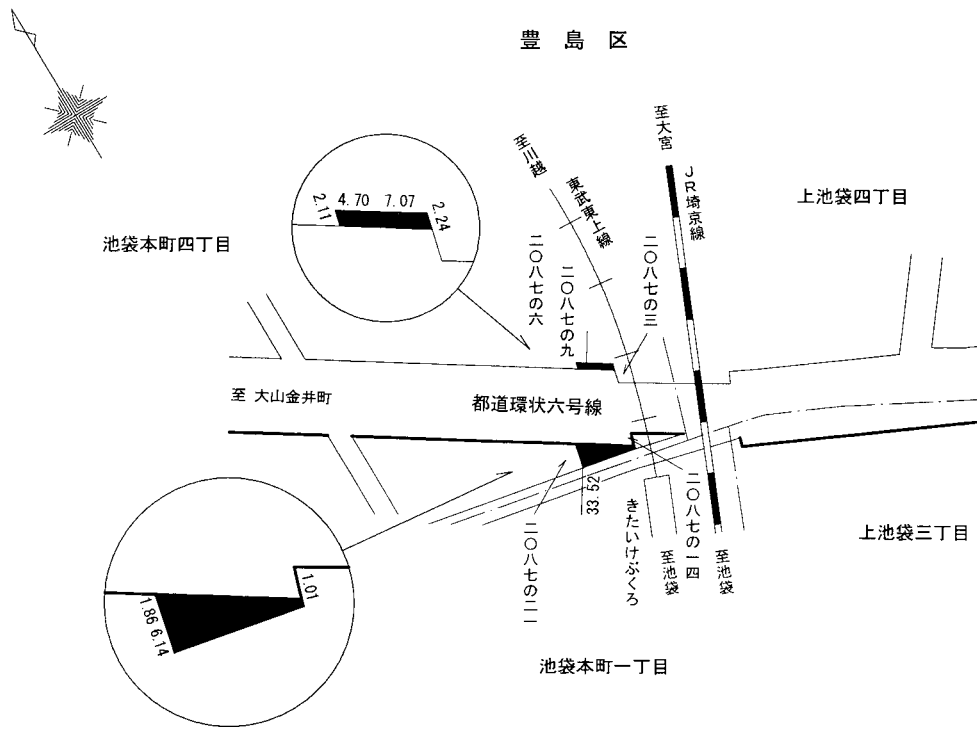 豊島区
至大宮
JR埼京線
至川越
東武東上線
上池袋四丁目
池袋本町四丁目
2.11
4.70
7.07
2.24
二〇八七の六
二〇八七の九
二〇八七の三
至 大山金井町
都道環状六号線
33.52
二〇八七の二一
きたいけぶくろ
二〇八七の一四
至池袋
至池袋
上池袋三丁目
1.01
1.86
6.14
池袋本町一丁目